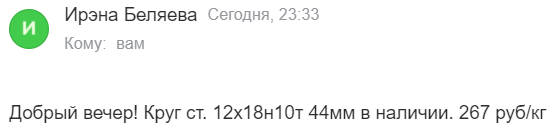 И
Ирэна Беляева Сегодня, 23:33
Кому: вам
Добрый вечер! Круг ст. 12х18н10т 44мм в наличии. 267 руб/кг